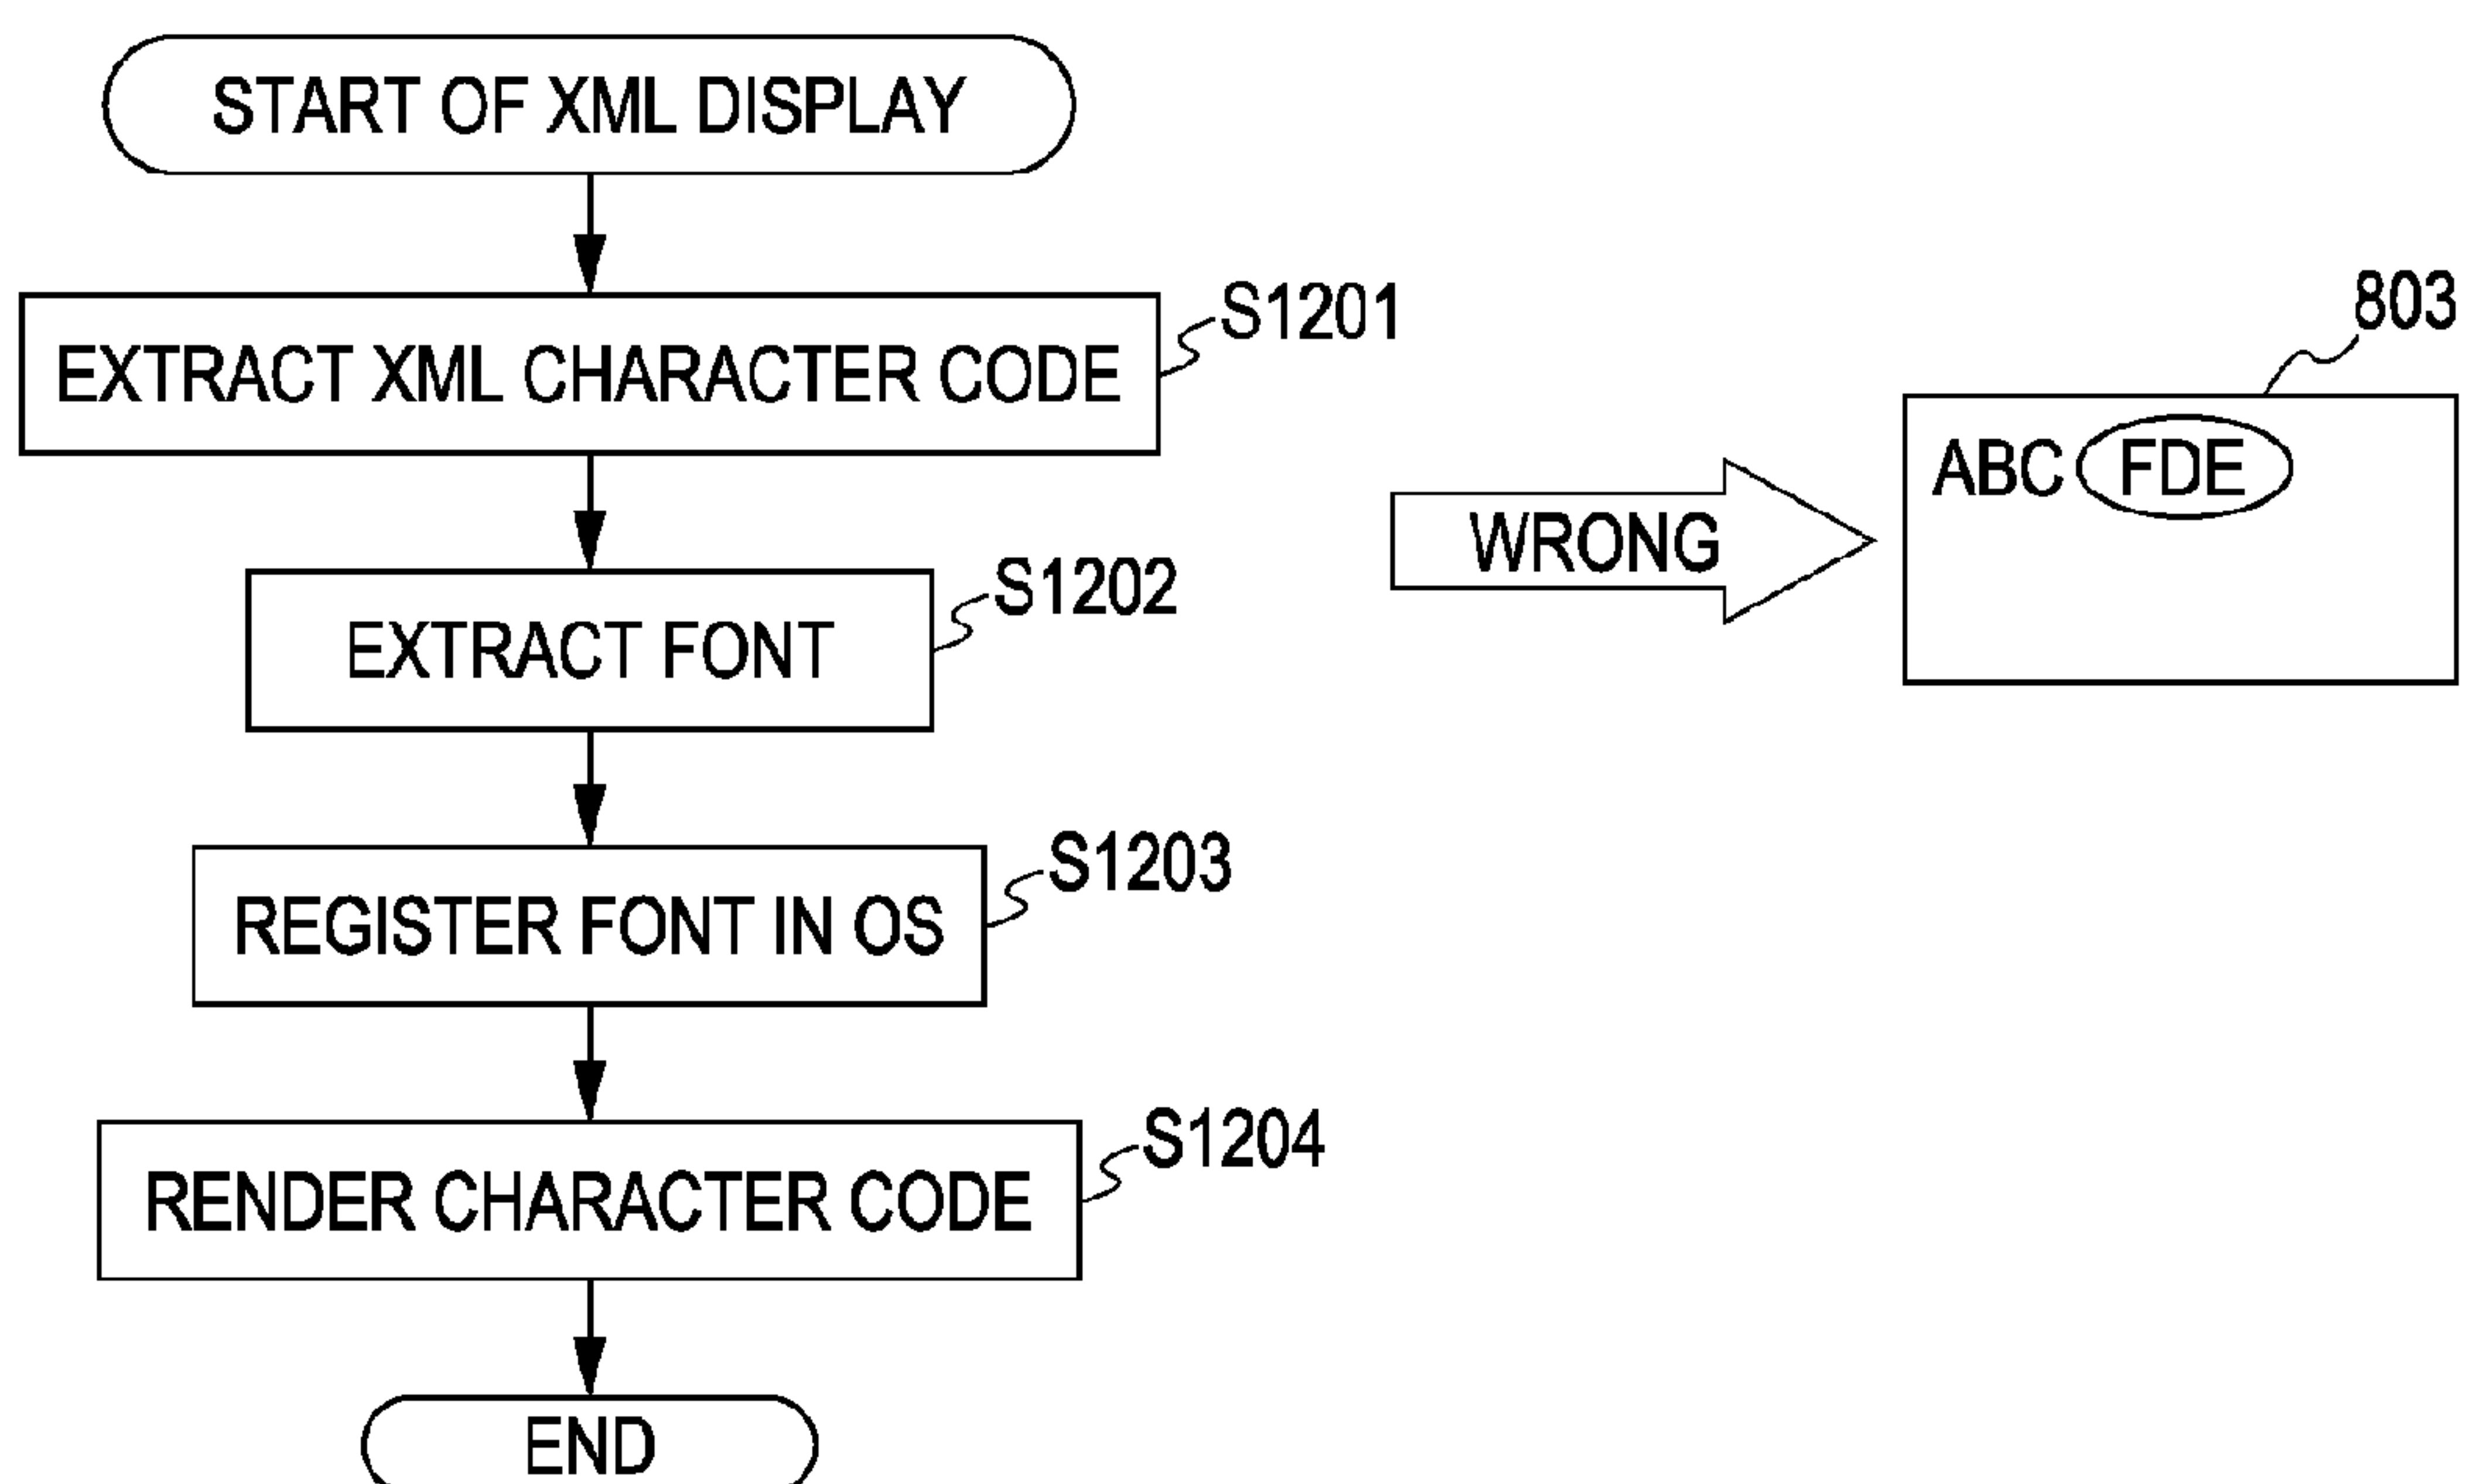 START OF XML DISPLAY
EXTRACT XML CHARACTER CODE
S1201
EXTRACT FONT
S1202
REGISTER FONT IN OS
S1203
RENDER CHARACTER CODE
S1204
END
WRONG
803
ABC FDE